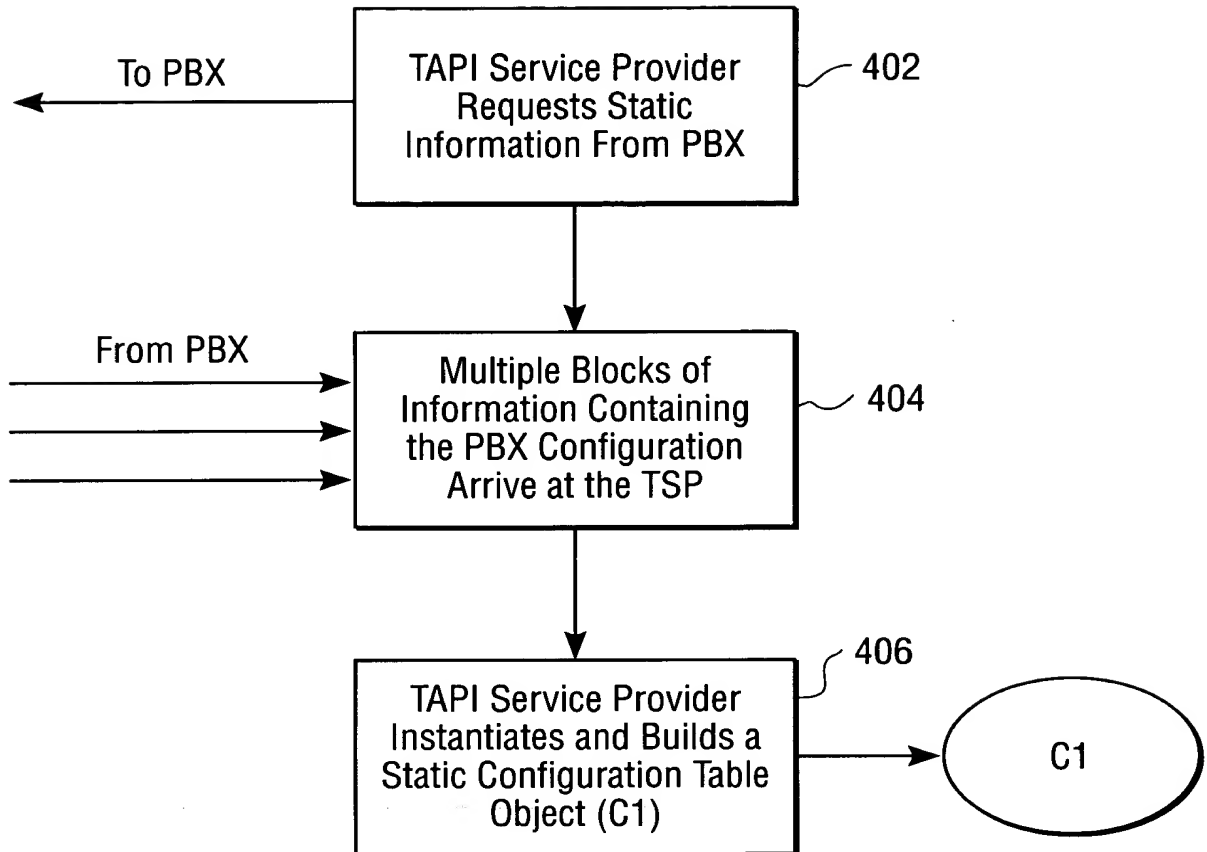 To PBX
TAPI Service Provider
Requests Static
Information From PBX
402
From PBX
Multiple Blocks of
Information Containing
the PBX Configuration
Arrive at the TSP
404
TAPI Service Provider
Instantiates and Builds a
Static Configuration Table
Object (C1)
406
C1